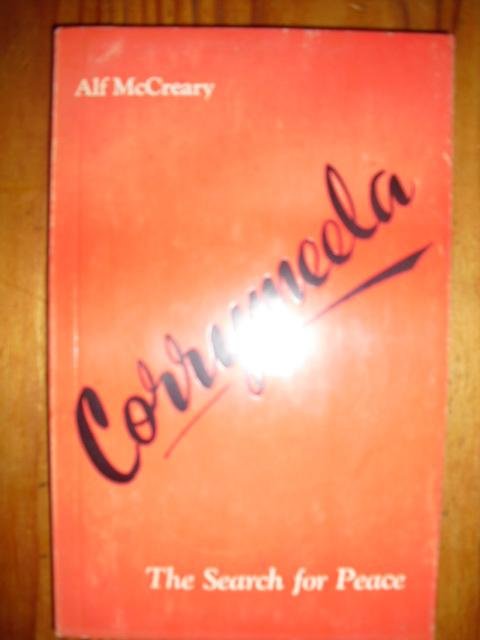 Alf McCreary
Corrymeela
The Search for Peace